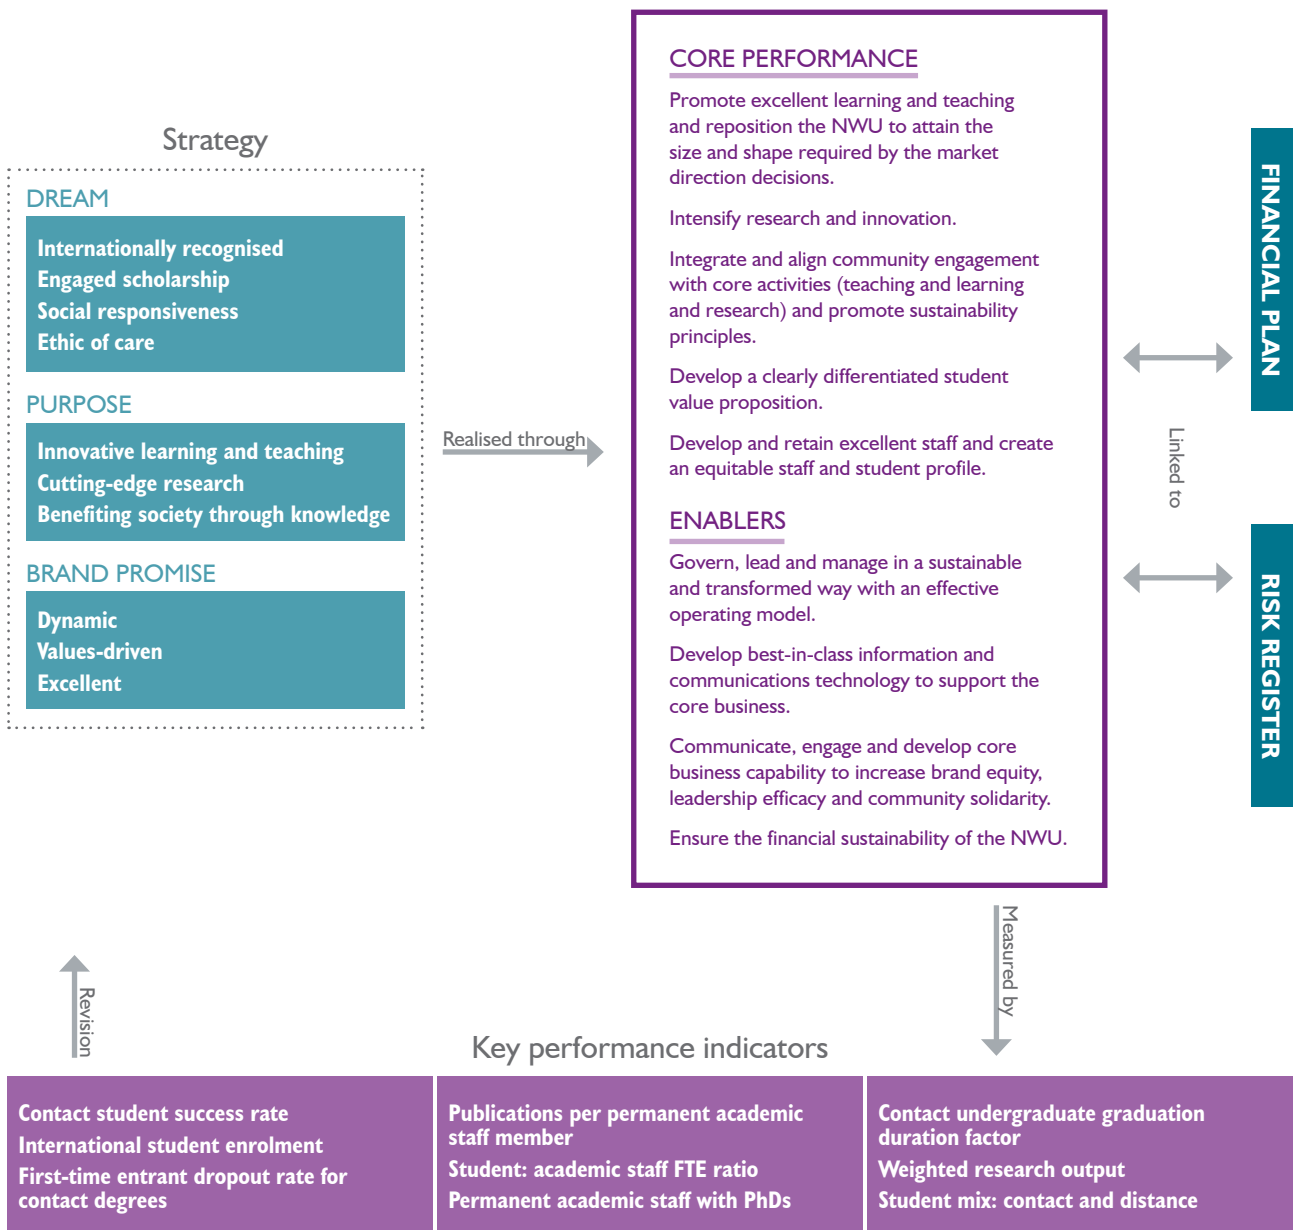 Strategy
DREAM
Internationally recognised
Engaged scholarship
Social responsiveness
Ethic of care
PURPOSE
Innovative learning and teaching
Cutting-edge research
Benefiting society through knowledge
BRAND PROMISE
Dynamic
Values-driven
Excellent
Realised through
CORE PERFORMANCE
Promote excellent learning and teaching
and reposition the NWU to attain the
size and shape required by the market
direction decisions.
Intensify research and innovation.
Integrate and align community engagement
with core activities (teaching and learning
and research) and promote sustainability
principles.
Develop a clearly differentiated student
value proposition.
Develop and retain excellent staff and create
an equitable staff and student profile.
ENABLERS
Govern, lead and manage in a sustainable
and transformed way with an effective
operating model.
Develop best-in-class information and
communications technology to support the
core business.
Communicate, engage and develop core
business capability to increase brand equity,
leadership efficacy and community solidarity.
Ensure the financial sustainability of the NWU.
Linked to
FINANCIAL PLAN
RISK REGISTER
Measured by
Revision
Key performance indicators
Contact student success rate
International student enrolment
First-time entrant dropout rate for
contact degrees
Publications per permanent academic
staff member
Student: academic staff FTE ratio
Permanent academic staff with PhDs
Contact undergraduate graduation
duration factor
Weighted research output
Student mix: contact and distance